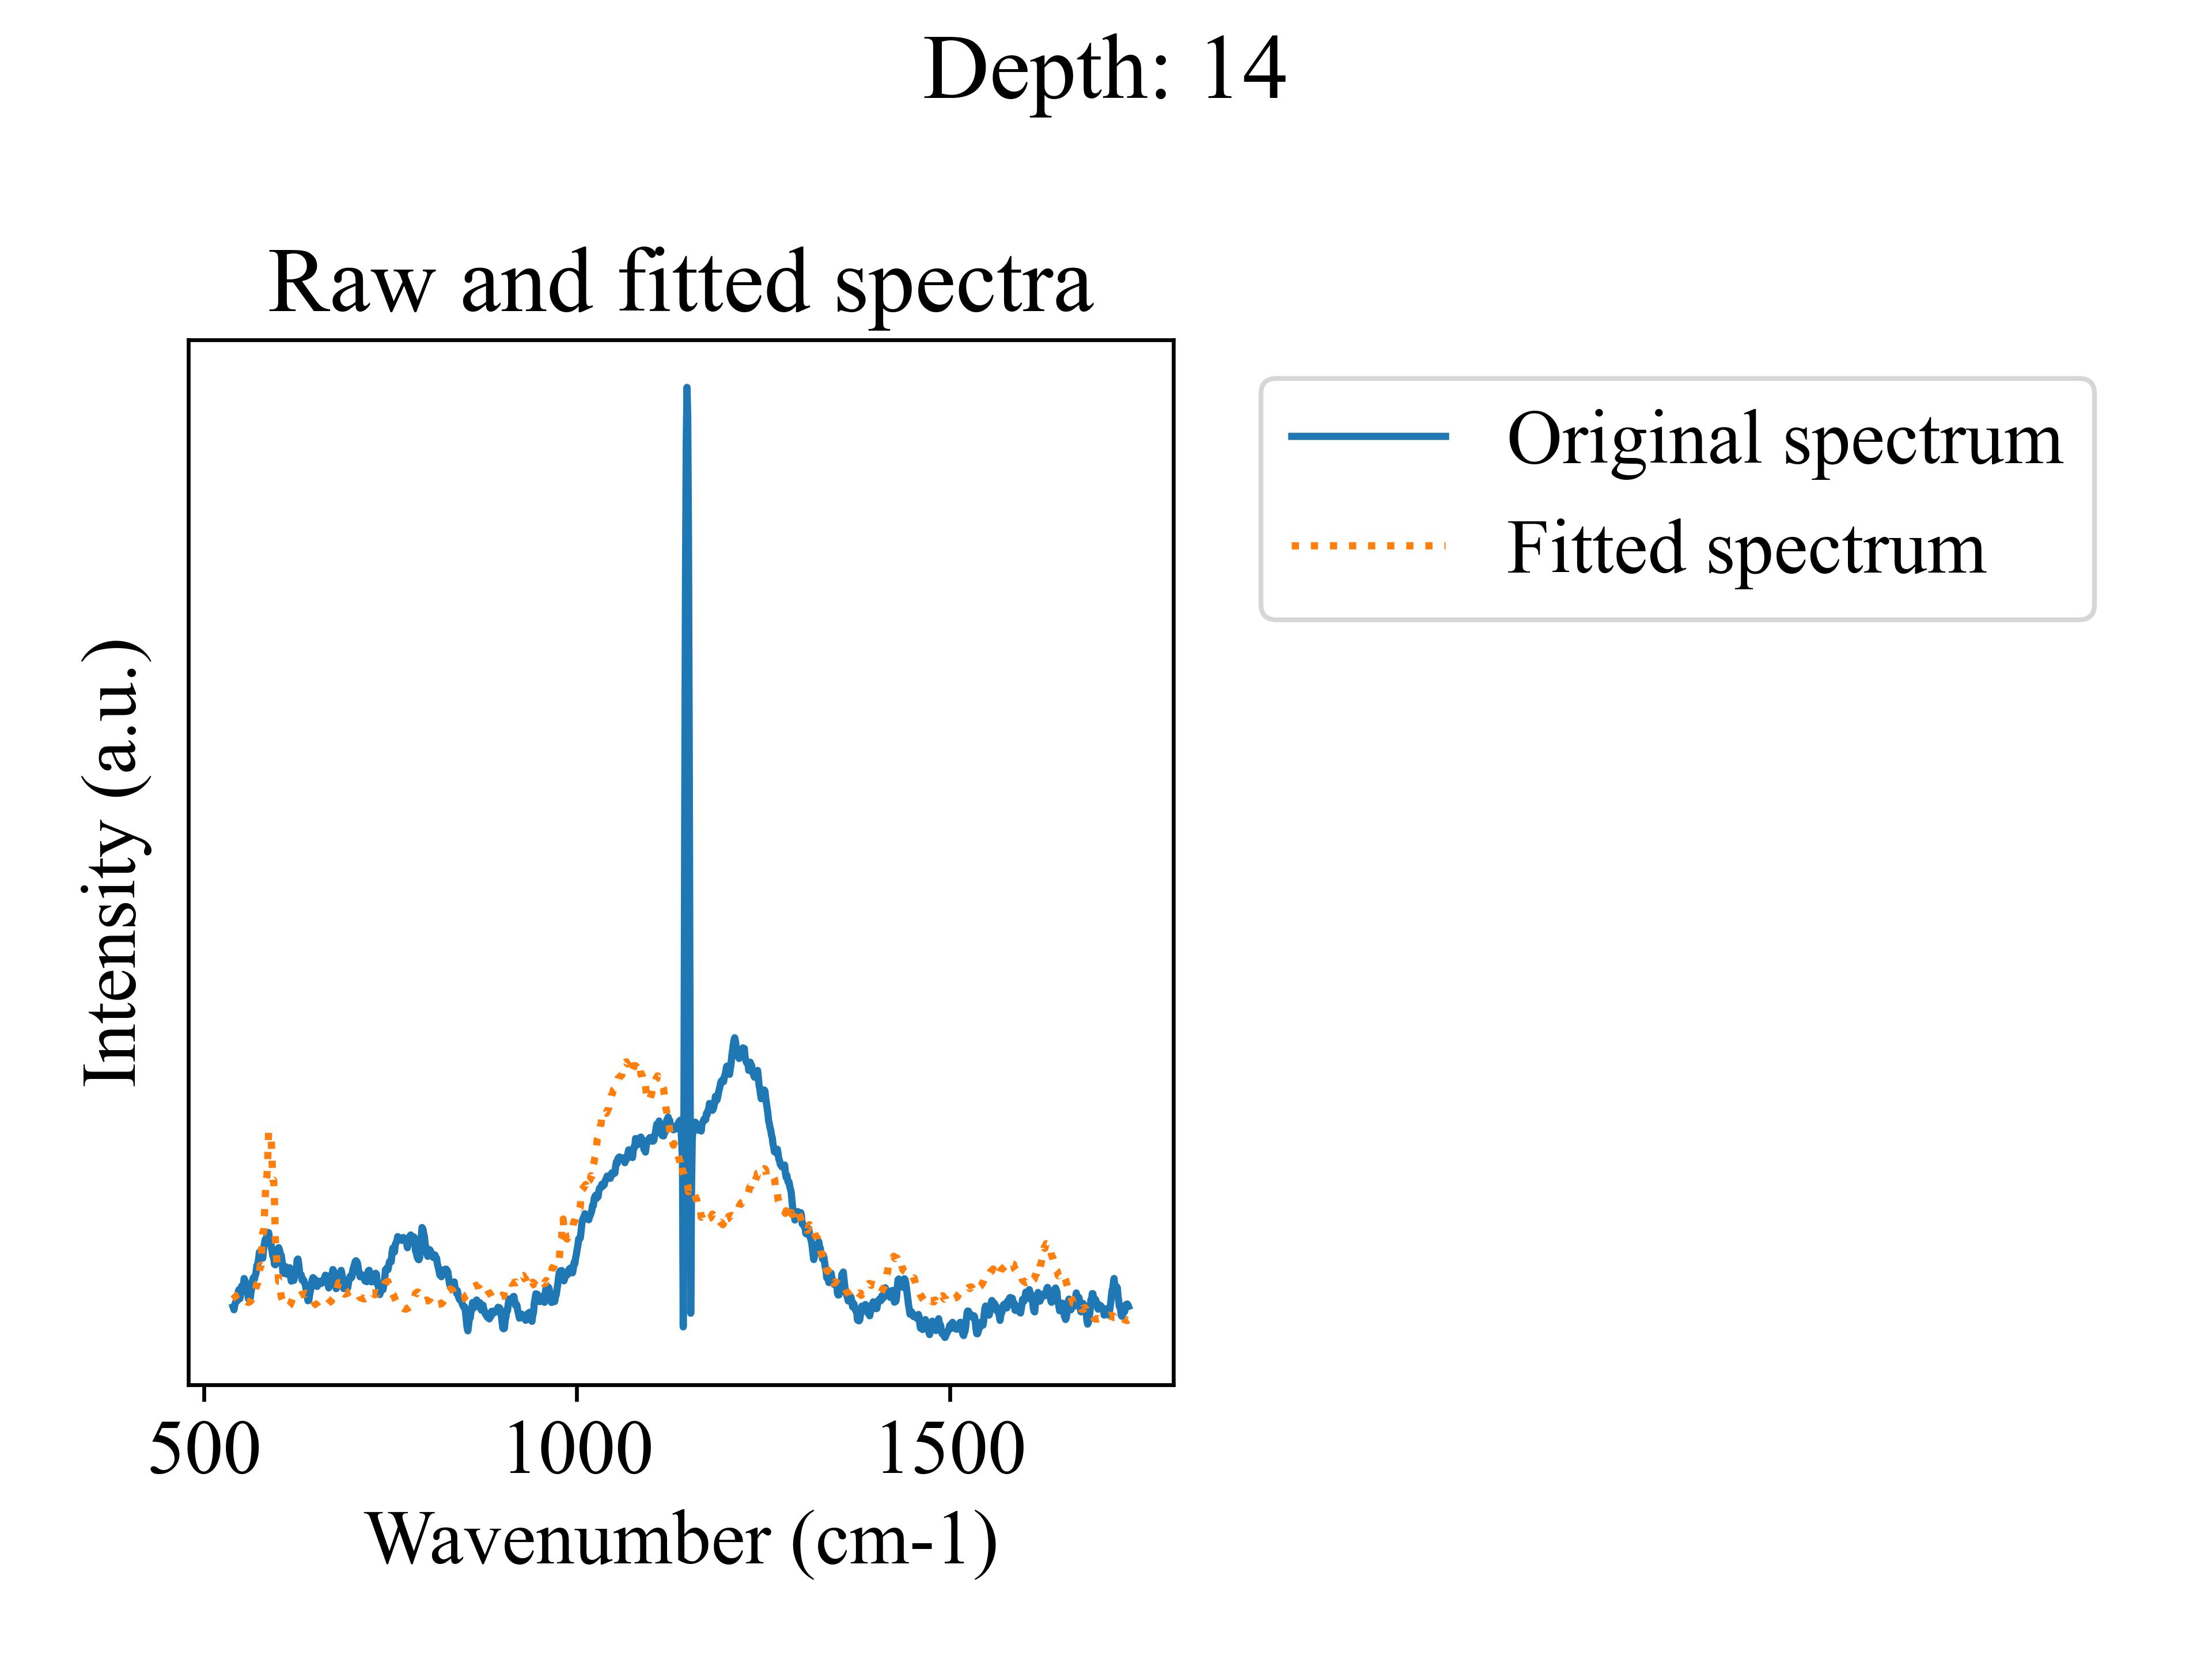 Depth: 14
Raw and fitted spectra
Original spectrum
Fitted spectrum
Intensity (a.u.)
500 1000 1500
Wavenumber (cm-1)